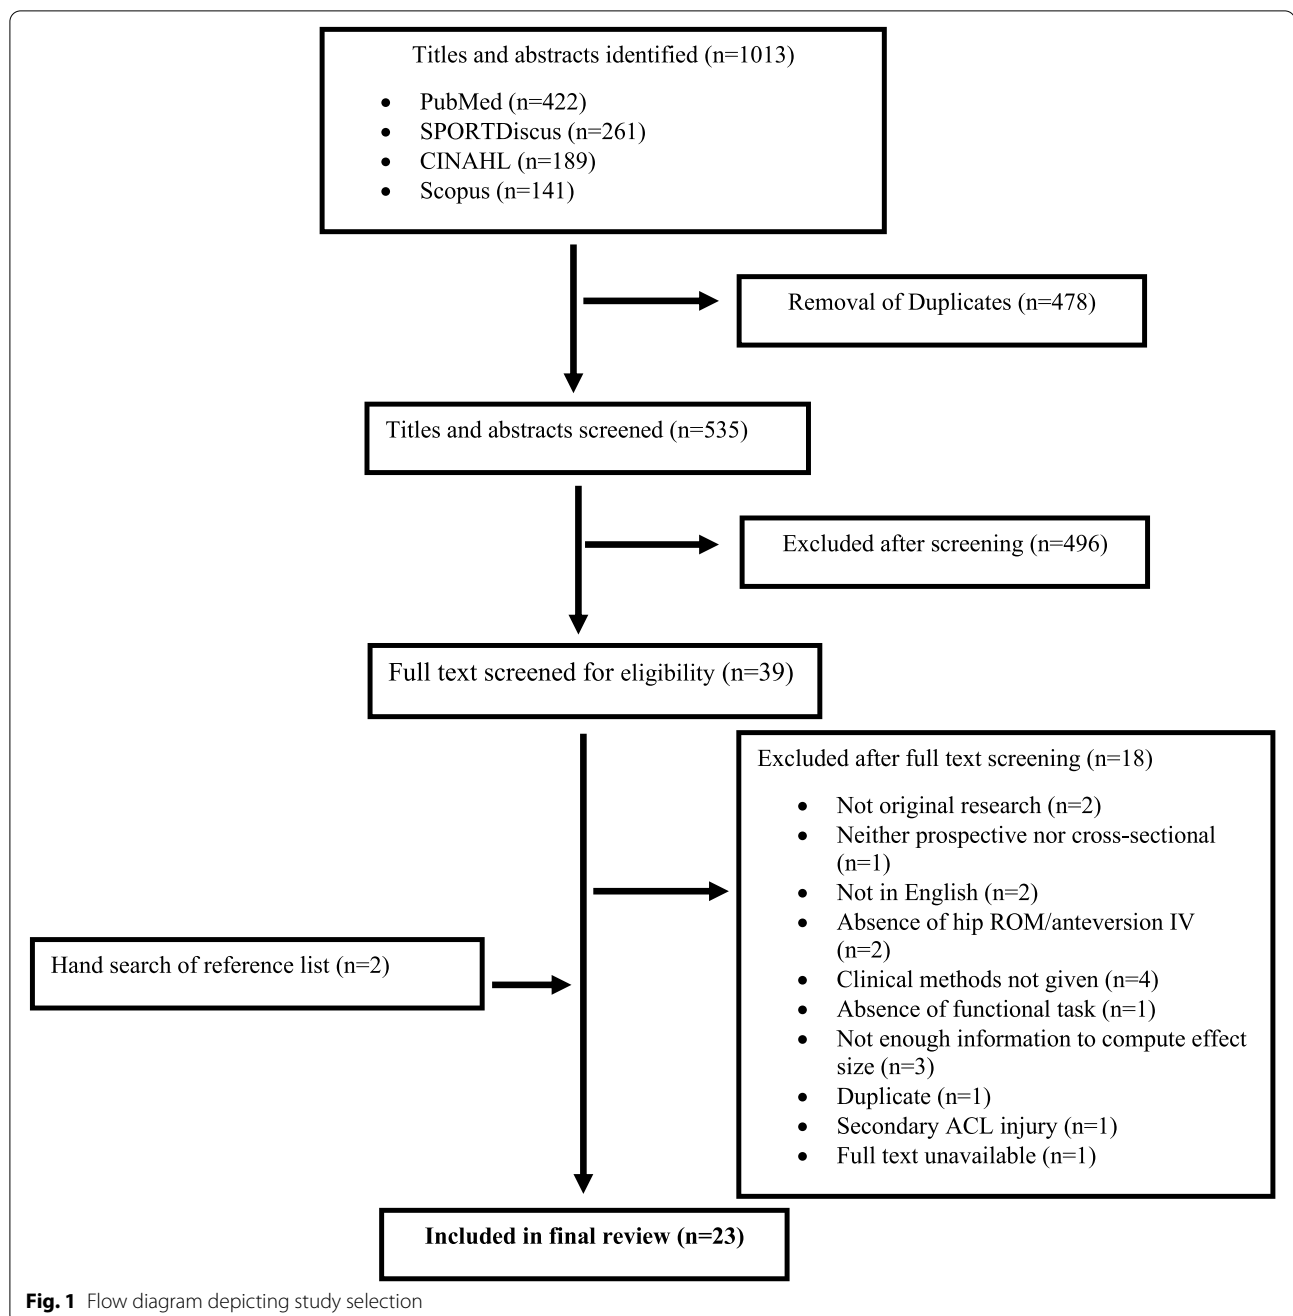 Titles and abstracts identified (n=1013)
• PubMed (n=422)
• SPORTDiscus (n=261)
• CINAHL (n=189)
• Scopus (n=141)
Removal of Duplicates (n=478)
Titles and abstracts screened (n=535)
Excluded after screening (n=496)
Full text screened for eligibility (n=39)
Excluded after full text screening (n=18)
• Not original research (n=2)
• Neither prospective nor cross-sectional
(n=1)
• Not in English (n=2)
• Absence of hip ROM/anteversion IV
(n=2)
• Clinical methods not given (n=4)
• Absence of functional task (n=1)
• Not enough information to compute effect
size (n=3)
• Duplicate (n=1)
• Secondary ACL injury (n=1)
• Full text unavailable (n=1)
Hand search of reference list (n=2)
Included in final review (n=23)
Fig. 1 Flow diagram depicting study selection